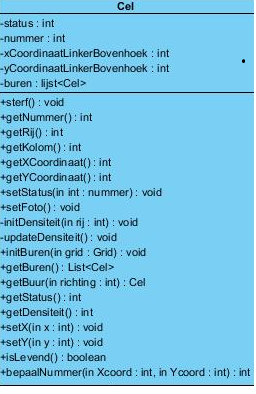 Cel
-status : int
-nummer : int
-xCoordinaatLinkerBovenhoek : int
-yCoordinaatLinkerBovenhoek : int
-buren : lijst<Cel>
+sterf() : void
+getNummer() : int
+getRij() : int
+getKolom() : int
+getXCoordinaat() : int
+getYCoordinaat() : int
+setStatus(in int : nummer) : void
+setFoto() : void
-initDensiteit(in rij : int) : void
-updateDensiteit() : void
+initBuren(in grid : Grid) : void
+getBuren() : List<Cel>
+getBuur(in richting : int) : Cel
+getStatus() : int
+getDensiteit() : int
+setX(in x : int) : void
+setY(in y : int) : void
+isLevend() : boolean
+bepaalNummer(in Xcoord : int, in Ycoord : int) : int